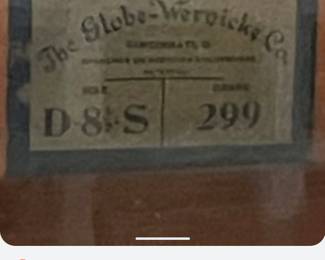 The Globe-Wernicke Co.
CINCINNATI, O.
SIZE GRADE
D-8½-S 299